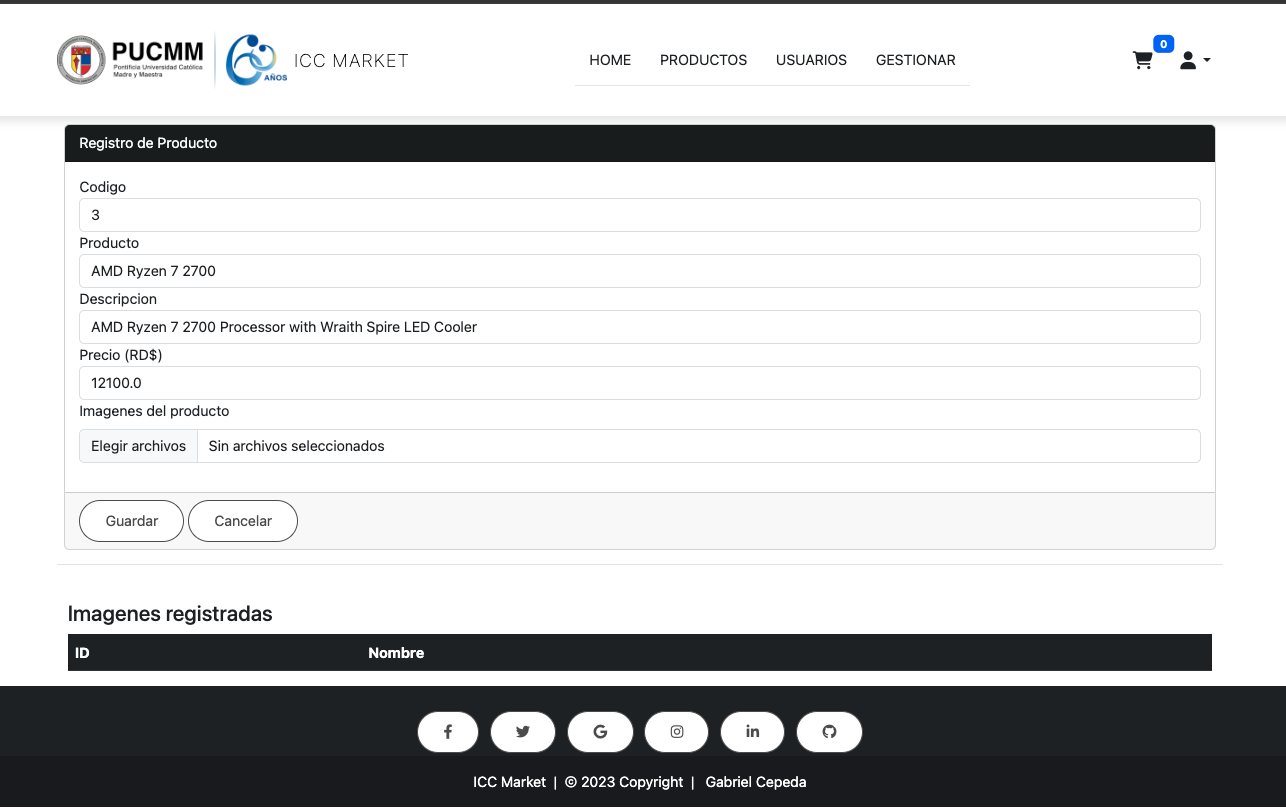 PUCMM
Pontificia Universidad Católica
Madre y Maestra
60 AÑOS
ICC MARKET
HOME PRODUCTOS USUARIOS GESTIONAR
0
Registro de Producto
Codigo
3
Producto
AMD Ryzen 7 2700
Descripcion
AMD Ryzen 7 2700 Processor with Wraith Spire LED Cooler
Precio (RD$)
12100.0
Imagenes del producto
Elegir archivos Sin archivos seleccionados
Guardar Cancelar
Imagenes registradas
ID Nombre
ICC Market | © 2023 Copyright | Gabriel Cepeda